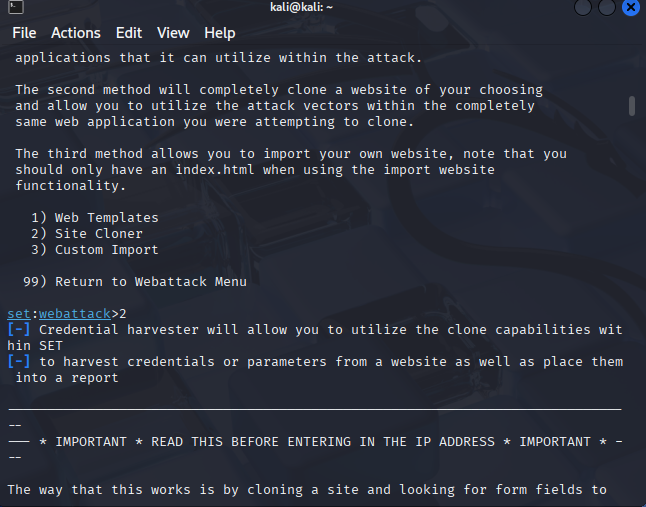 kali@kali: ~
File Actions Edit View Help
applications that it can utilize within the attack.
The second method will completely clone a website of your choosing
and allow you to utilize the attack vectors within the completely
same web application you were attempting to clone.
The third method allows you to import your own website, note that you
should only have an index.html when using the import website
functionality.
1) Web Templates
2) Site Cloner
3) Custom Import
99) Return to Webattack Menu
set:webattack>2
[-] Credential harvester will allow you to utilize the clone capabilities wit
hin SET
[-] to harvest credentials or parameters from a website as well as place them
into a report
-------------------------------------------------------------------------------
--
--- * IMPORTANT * READ THIS BEFORE ENTERING IN THE IP ADDRESS * IMPORTANT * -
--
The way that this works is by cloning a site and looking for form fields to